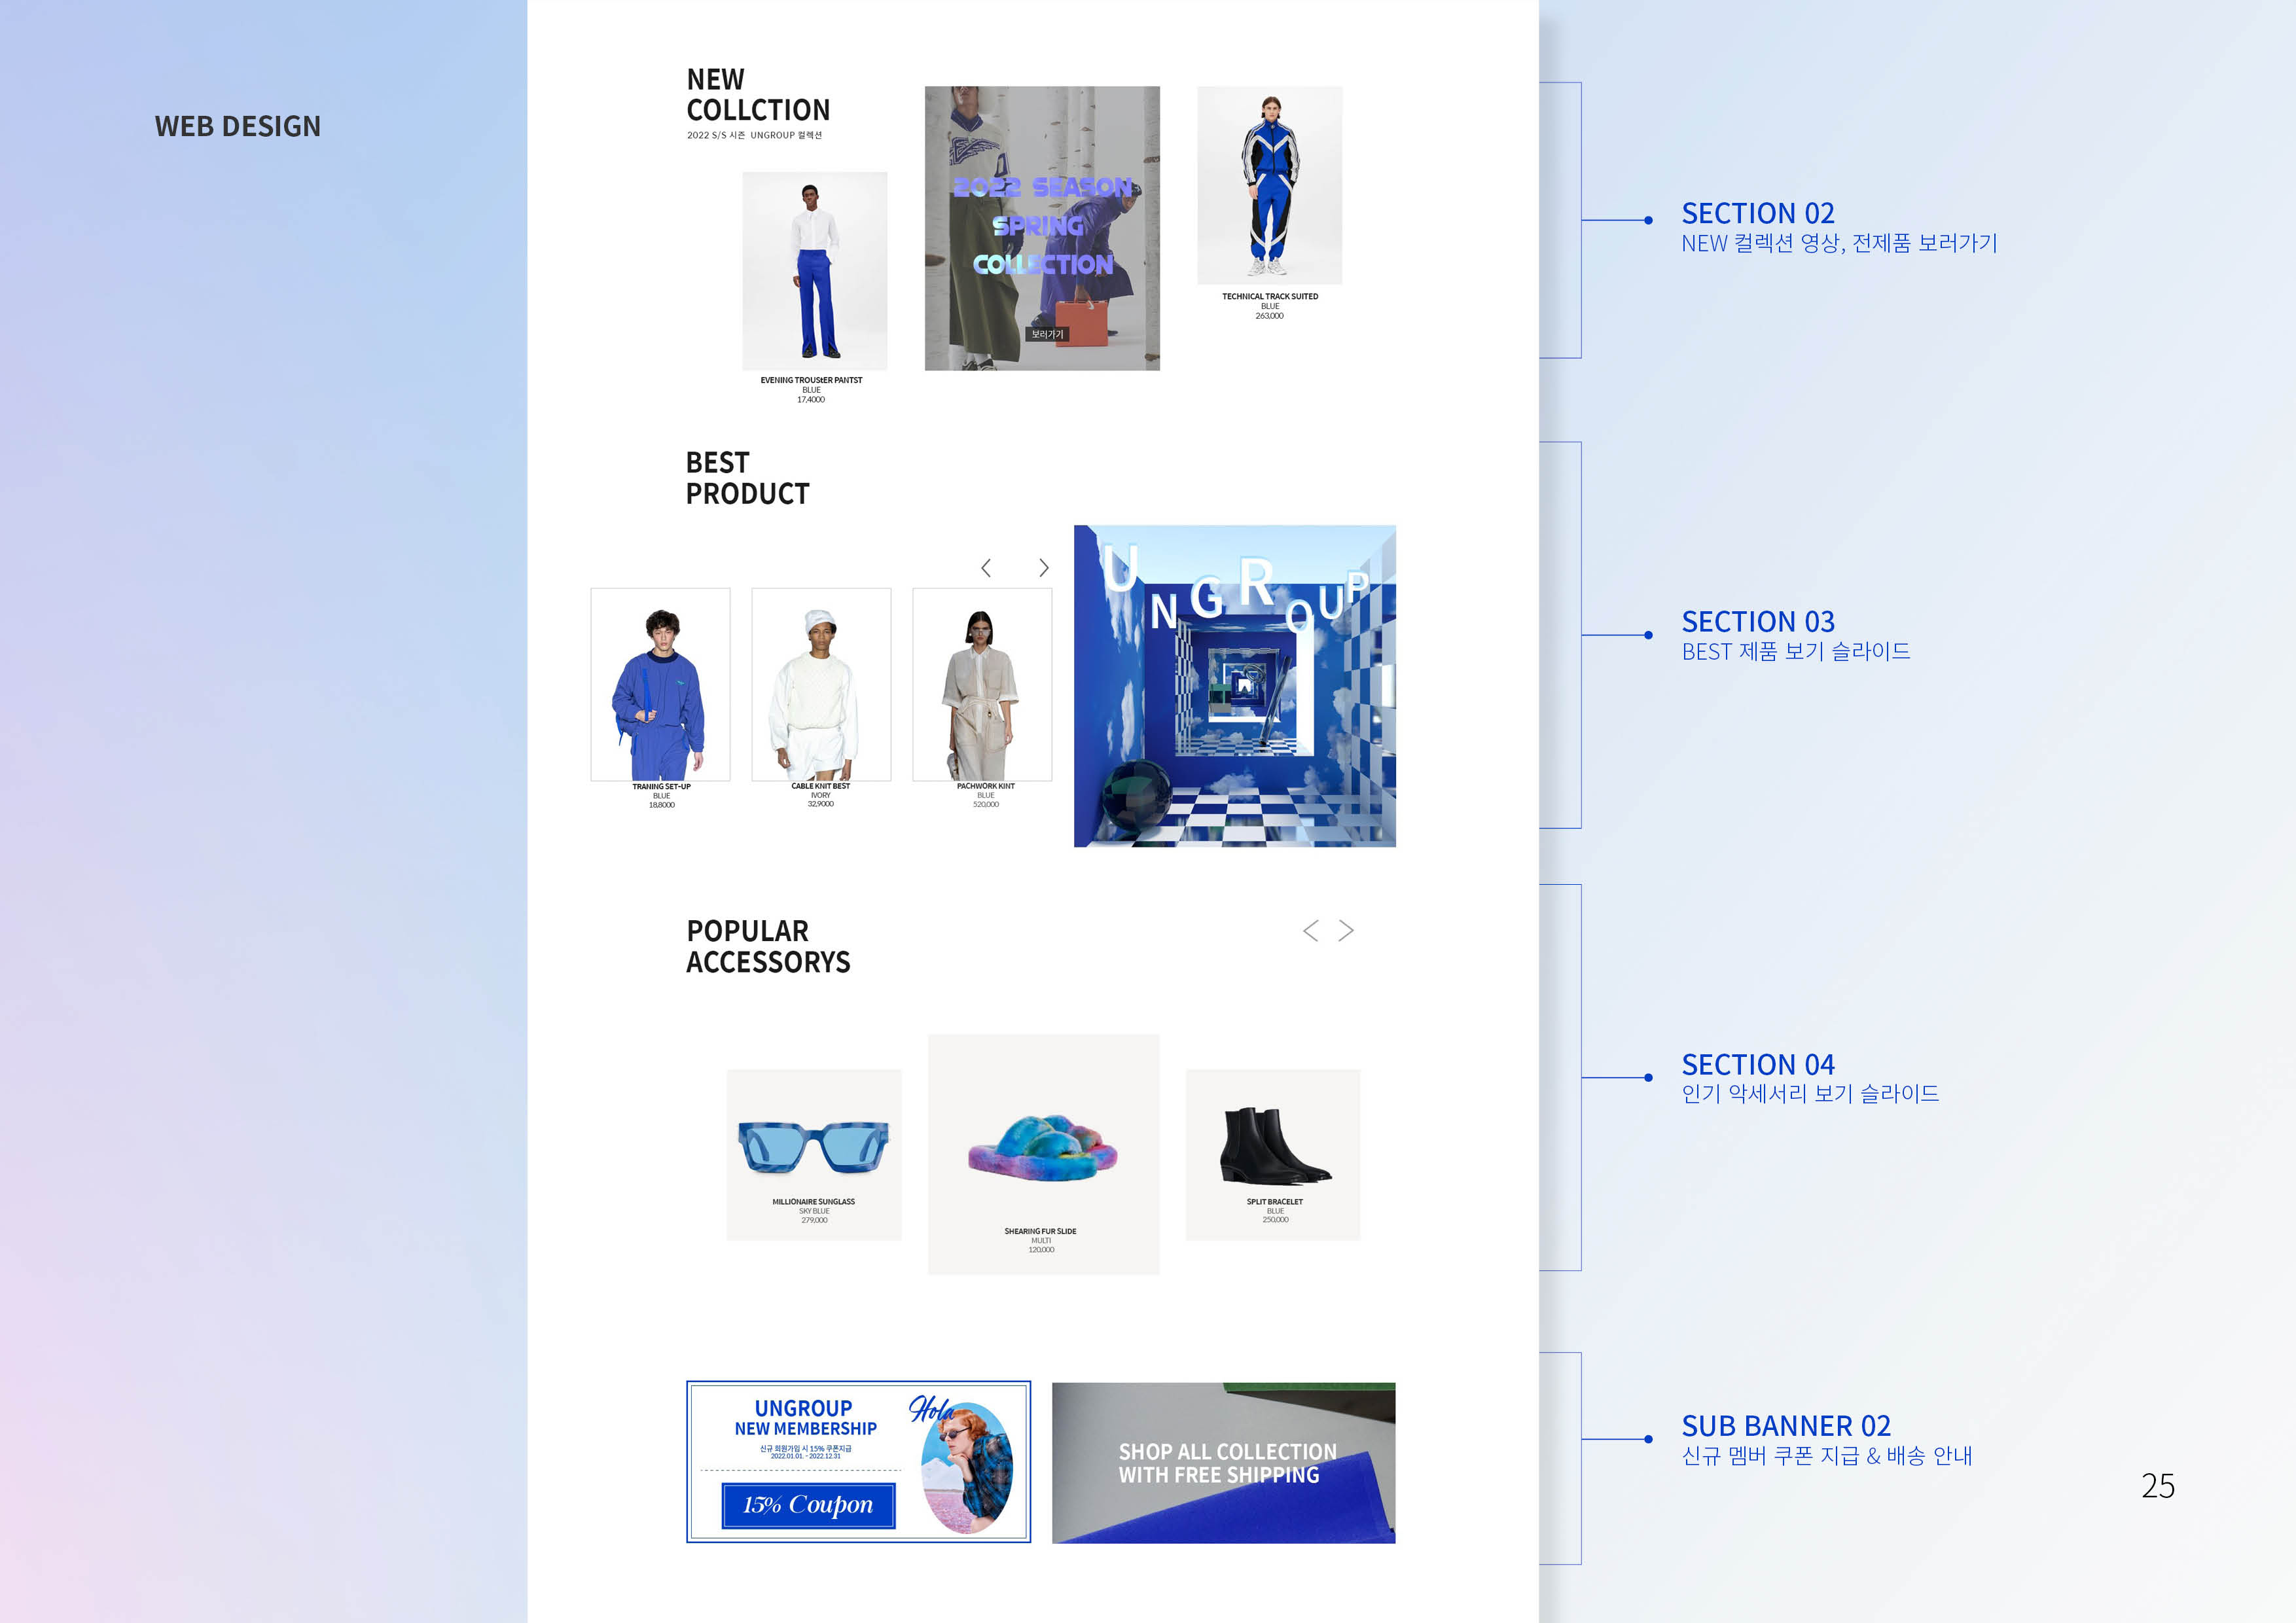 WEB DESIGN
NEW
COLLCTION
2022 S/S 시즌 UNGROUP 컬렉션
EVENING TROUStER PANTST
BLUE
17,4000
2022 SEASON
SPRING
COLLECTION
보러가기
TECHNICAL TRACK SUITED
BLUE
263,000
SECTION 02
NEW 컬렉션 영상, 전제품 보러가기
BEST
PRODUCT
TRANING SET-UP
BLUE
18,8000
CABLE KNIT BEST
IVORY
32,9000
PACHWORK KINT
BLUE
520,000
UNGROUP
SECTION 03
BEST 제품 보기 슬라이드
POPULAR
ACCESSORYS
MILLIONAIRE SUNGLASS
SKY BLUE
279,000
SHEARING FUR SLIDE
MULTI
120,000
SPLIT BRACELET
BLUE
250,000
SECTION 04
인기 악세서리 보기 슬라이드
UNGROUP
NEW MEMBERSHIP
신규 회원가입 시 15% 쿠폰지급
2022.01.01. - 2022.12.31
15% Coupon
Hola
SHOP ALL COLLECTION
WITH FREE SHIPPING
SUB BANNER 02
신규 멤버 쿠폰 지급 & 배송 안내
25